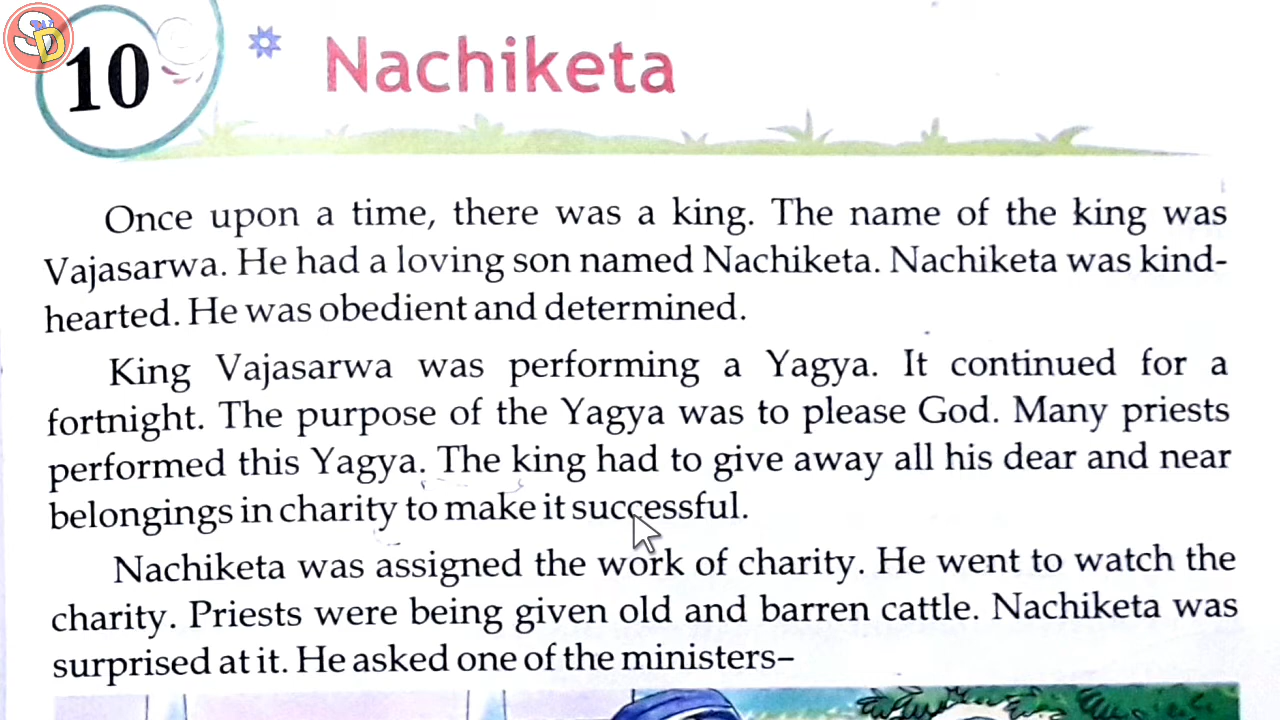 SD
10
Nachiketa
Once upon a time, there was a king. The name of the king was
Vajasarwa. He had a loving son named Nachiketa. Nachiketa was kind-
hearted. He was obedient and determined.
King Vajasarwa was performing a Yagya. It continued for a
fortnight. The purpose of the Yagya was to please God. Many priests
performed this Yagya. The king had to give away all his dear and near
belongings in charity to make it successful.
Nachiketa was assigned the work of charity. He went to watch the
charity. Priests were being given old and barren cattle. Nachiketa was
surprised at it. He asked one of the ministers–